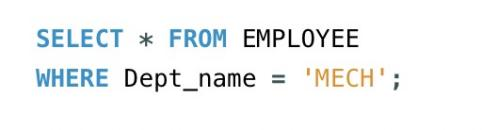 SELECT * FROM EMPLOYEE
WHERE Dept_name = 'MECH';